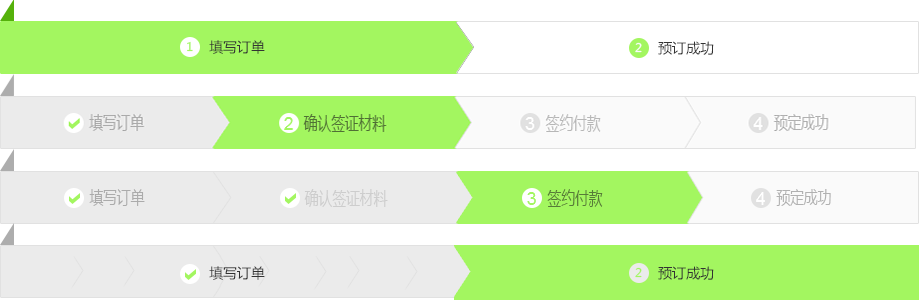 1 填写订单 2 预订成功
填写订单 2 确认签证材料 3 签约付款 4 预定成功
填写订单 确认签证材料 3 签约付款 4 预定成功
填写订单 2 预订成功